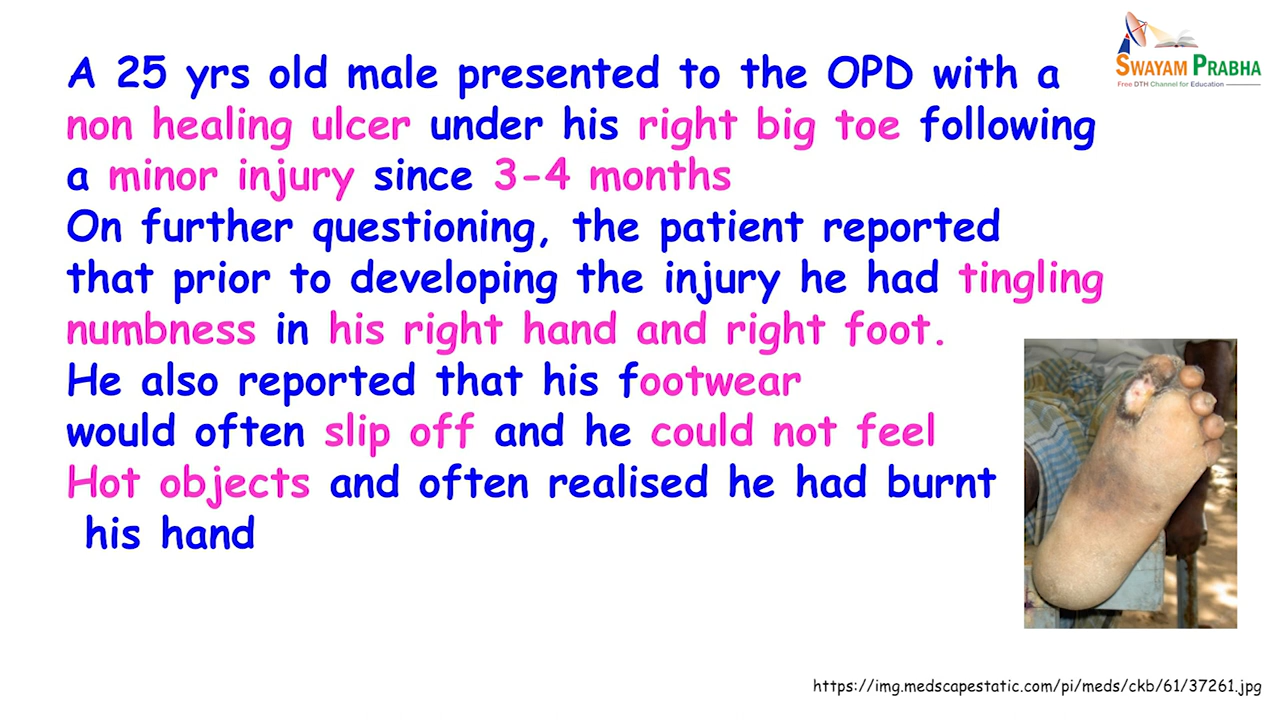 SWAYAM PRABHA
Free DTH Channel for Education
A 25 yrs old male presented to the OPD with a
non healing ulcer under his right big toe following
a minor injury since 3-4 months
On further questioning, the patient reported
that prior to developing the injury he had tingling
numbness in his right hand and right foot.
He also reported that his footwear
would often slip off and he could not feel
Hot objects and often realised he had burnt
his hand
https://img.medscapestatic.com/pi/meds/ckb/61/37261.jpg